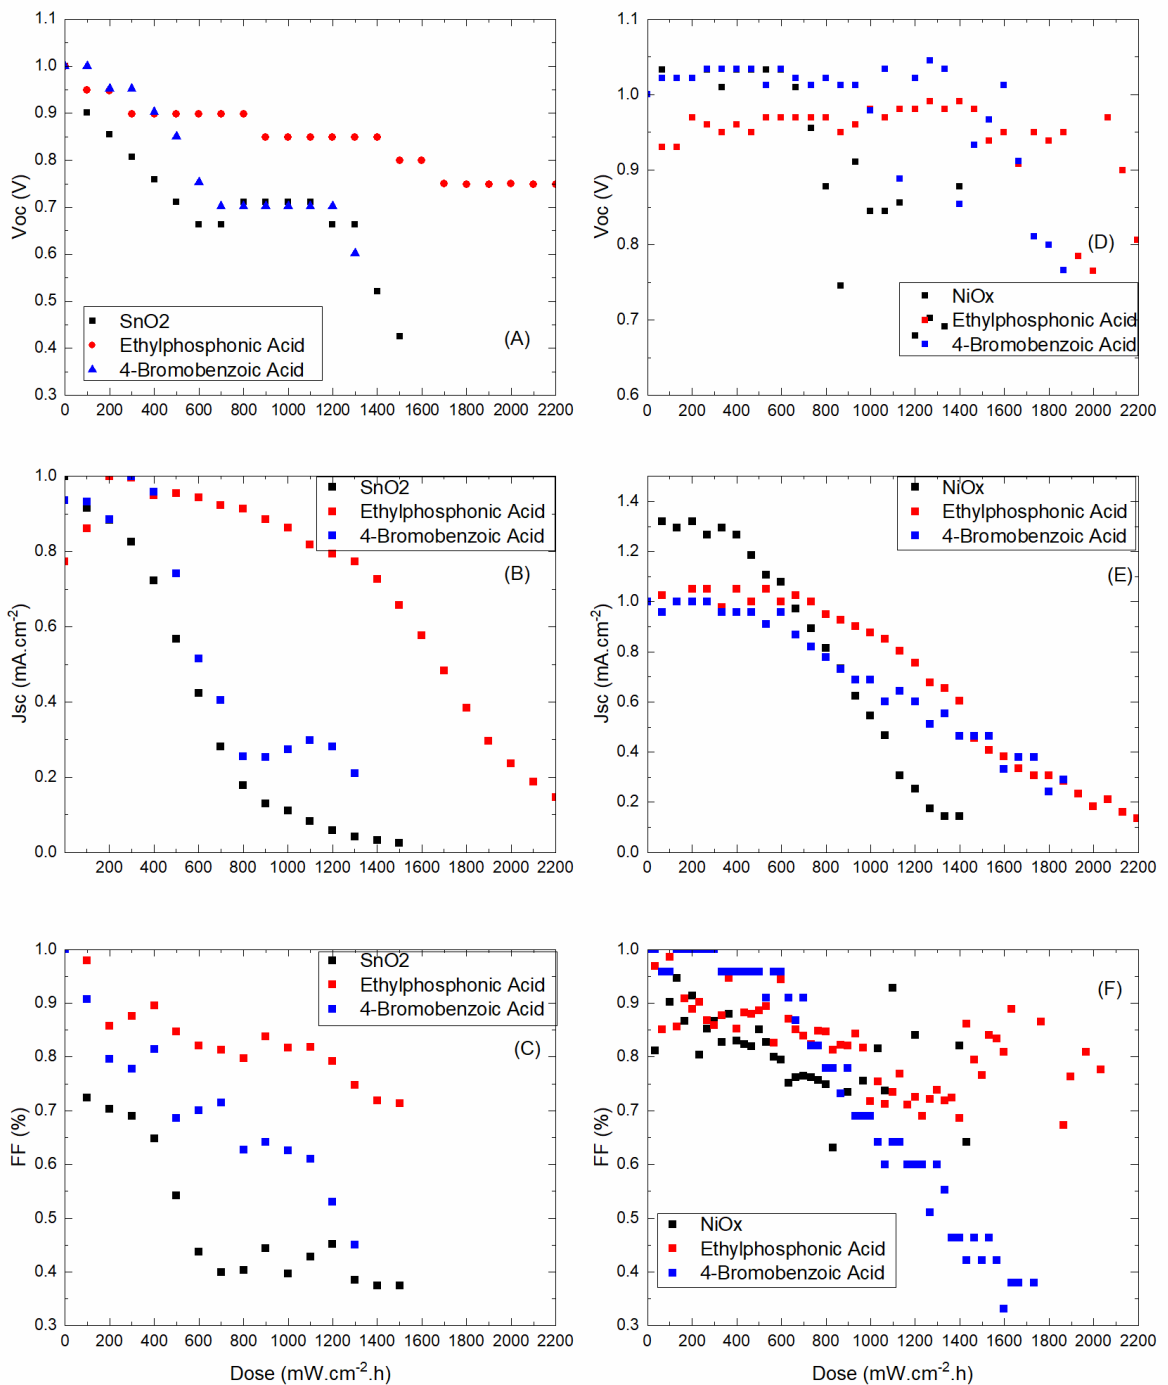 1.1
1.0
0.9
0.8
0.7
0.6
0.5
0.4
0.3
Voc (V)
SnO2
Ethylphosphonic Acid
4-Bromobenzoic Acid
(A)
0 200 400 600 800 1000 1200 1400 1600 1800 2000 2200
1.1
1.0
0.9
0.8
0.7
0.6
Voc (V)
(D)
NiOx
Ethylphosphonic Acid
4-Bromobenzoic Acid
0 200 400 600 800 1000 1200 1400 1600 1800 2000 2200
1.0
0.8
0.6
0.4
0.2
0.0
Jsc (mA.cm-2)
SnO2
Ethylphosphonic Acid
4-Bromobenzoic Acid
(B)
200 400 600 800 1000 1200 1400 1600 1800 2000 2200
1.4
1.2
1.0
0.8
0.6
0.4
0.2
0.0
Jsc (mA.cm-2)
NiOx
Ethylphosphonic Acid
4-Bromobenzoic Acid
(E)
200 400 600 800 1000 1200 1400 1600 1800 2000 2200
1.0
0.9
0.8
0.7
0.6
0.5
0.4
0.3
FF (%)
SnO2
Ethylphosphonic Acid
4-Bromobenzoic Acid
(C)
0 200 400 600 800 1000 1200 1400 1600 1800 2000 2200
Dose (mW.cm-2.h)
1.0
0.9
0.8
0.7
0.6
0.5
0.4
0.3
FF (%)
(F)
NiOx
Ethylphosphonic Acid
4-Bromobenzoic Acid
0 200 400 600 800 1000 1200 1400 1600 1800 2000 2200
Dose (mW.cm-2.h)